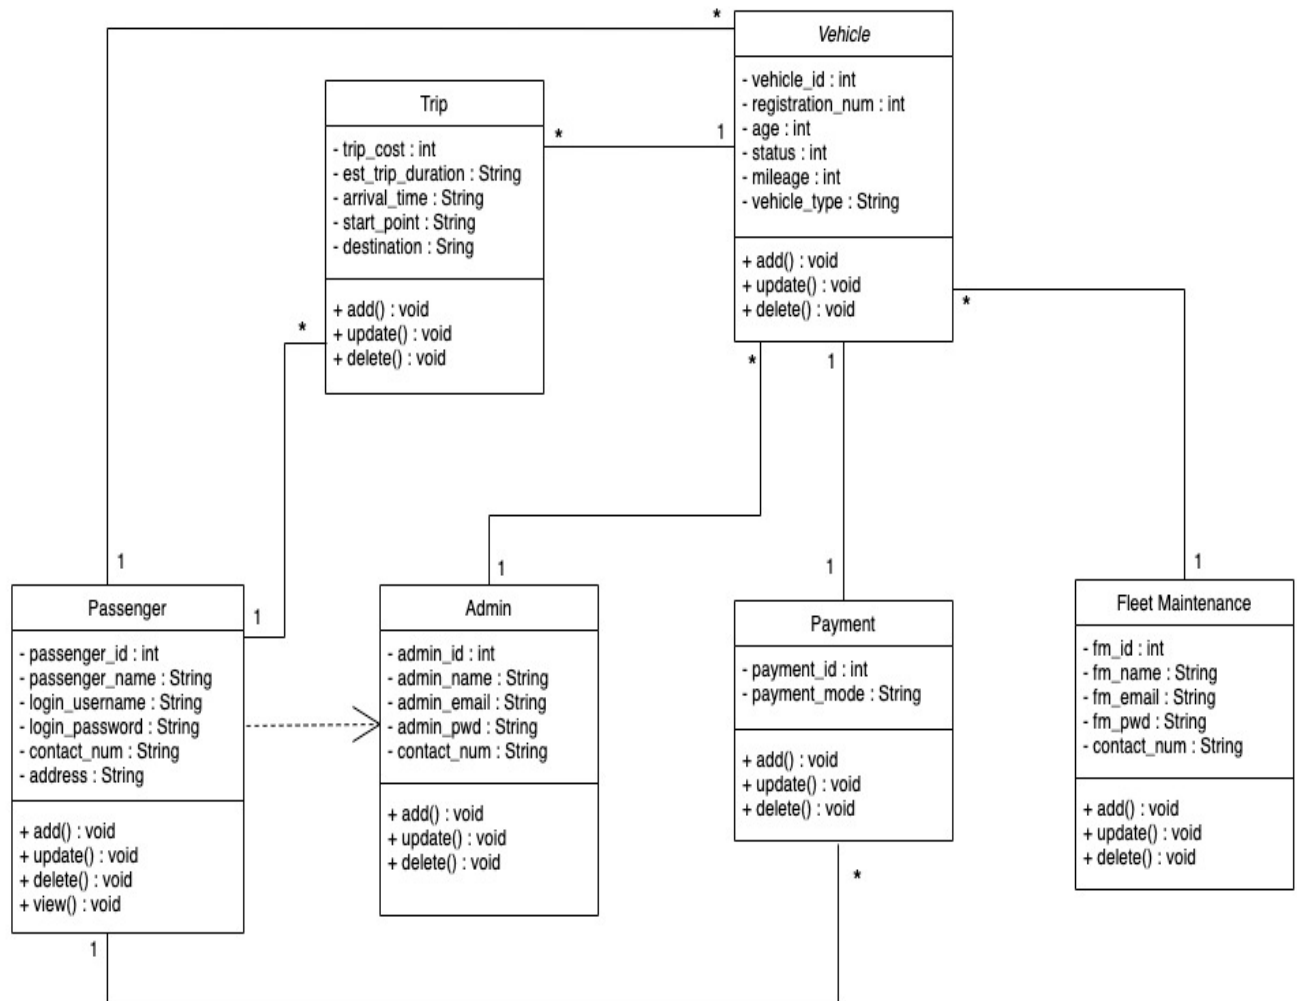 *
Vehicle
- vehicle_id : int
- registration_num : int
- age : int
- status : int
- mileage : int
- vehicle_type : String
+ add() : void
+ update() : void
+ delete() : void
Trip
- trip_cost : int
- est_trip_duration : String
- arrival_time : String
- start_point : String
- destination : Sring
+ add() : void
+ update() : void
+ delete() : void
*
1
*
*
*
1
1
1
1
1
1
Passenger
- passenger_id : int
- passenger_name : String
- login_username : String
- login_password : String
- contact_num : String
- address : String
+ add() : void
+ update() : void
+ delete() : void
+ view() : void
1
Admin
- admin_id : int
- admin_name : String
- admin_email : String
- admin_pwd : String
- contact_num : String
+ add() : void
+ update() : void
+ delete() : void
Payment
- payment_id : int
- payment_mode : String
+ add() : void
+ update() : void
+ delete() : void
*
Fleet Maintenance
- fm_id : int
- fm_name : String
- fm_email : String
- fm_pwd : String
- contact_num : String
+ add() : void
+ update() : void
+ delete() : void